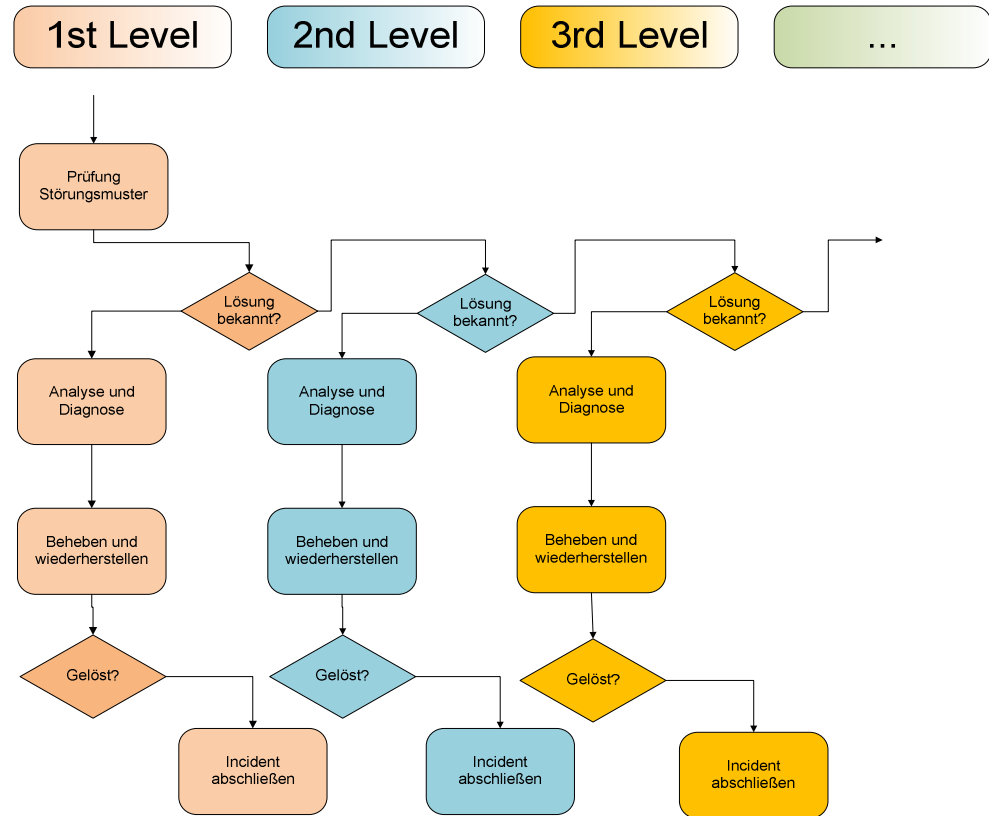 1st Level
2nd Level
3rd Level
...
Prüfung
Störungsmuster
Lösung
bekannt?
Lösung
bekannt?
Lösung
bekannt?
Analyse und
Diagnose
Analyse und
Diagnose
Analyse und
Diagnose
Beheben und
wiederherstellen
Beheben und
wiederherstellen
Beheben und
wiederherstellen
Gelöst?
Gelöst?
Gelöst?
Incident
abschließen
Incident
abschließen
Incident
abschließen